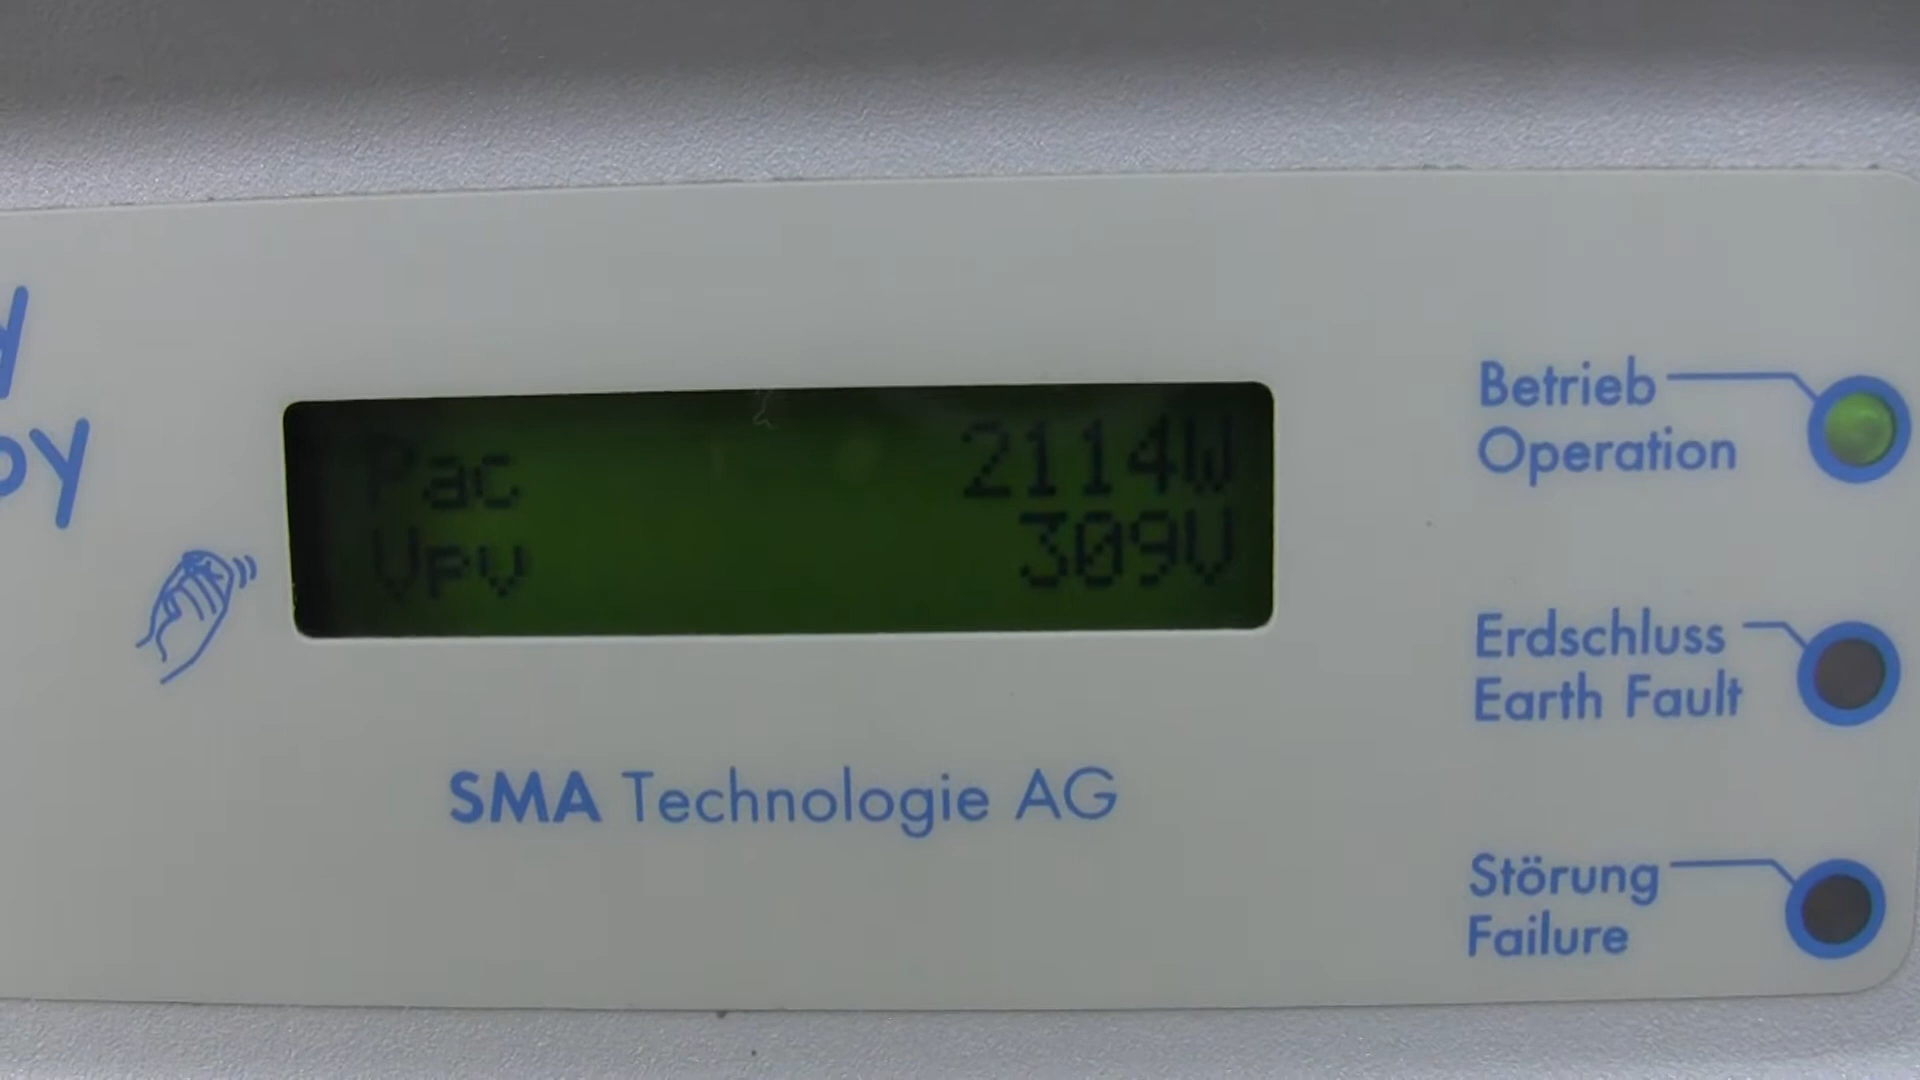 Pac 2114W
Vpv 309V
Betrieb
Operation
Erdschluss
Earth Fault
SMA Technologie AG
Störung
Failure